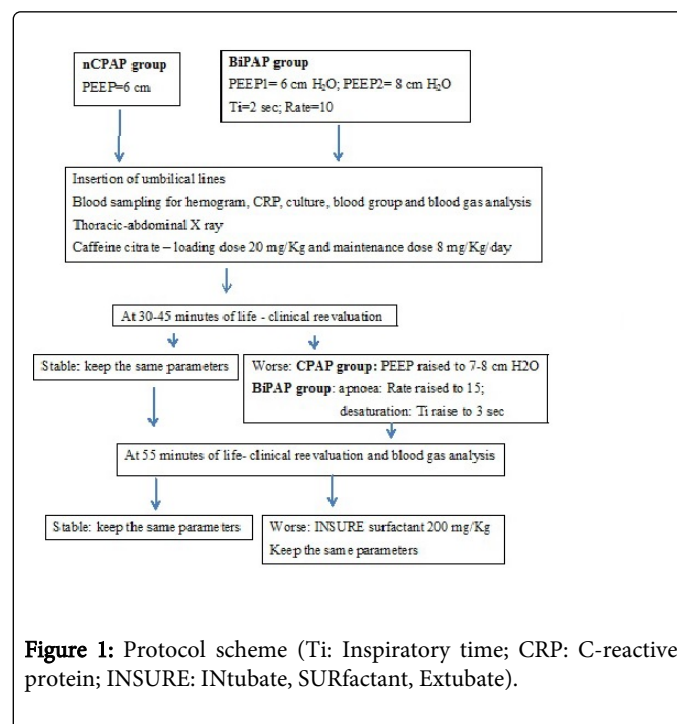 nCPAP group
PEEP=6 cm
BiPAP group
PEEP1= 6 cm H₂O; PEEP2= 8 cm H₂O
Ti=2 sec; Rate=10
Insertion of umbilical lines
Blood sampling for hemogram, CRP, culture, blood group and blood gas analysis
Thoracic-abdominal X ray
Caffeine citrate – loading dose 20 mg/Kg and maintenance dose 8 mg/Kg/day
At 30-45 minutes of life - clinical reevaluation
Stable: keep the same parameters
Worse: CPAP group: PEEP raised to 7-8 cm H2O
BiPAP group: apnoea: Rate raised to 15;
desaturation: Ti raise to 3 sec
At 55 minutes of life- clinical reevaluation and blood gas analysis
Stable: keep the same parameters
Worse: INSURE surfactant 200 mg/Kg
Keep the same parameters
Figure 1: Protocol scheme (Ti: Inspiratory time; CRP: C-reactive
protein; INSURE: INtubate, SURfactant, Extubate).